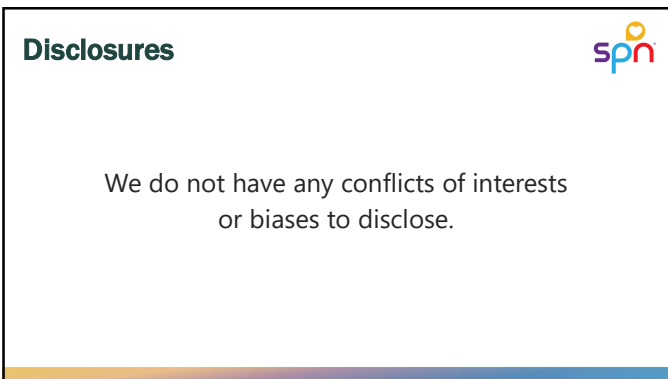 Disclosures
spn
We do not have any conflicts of interests
or biases to disclose.